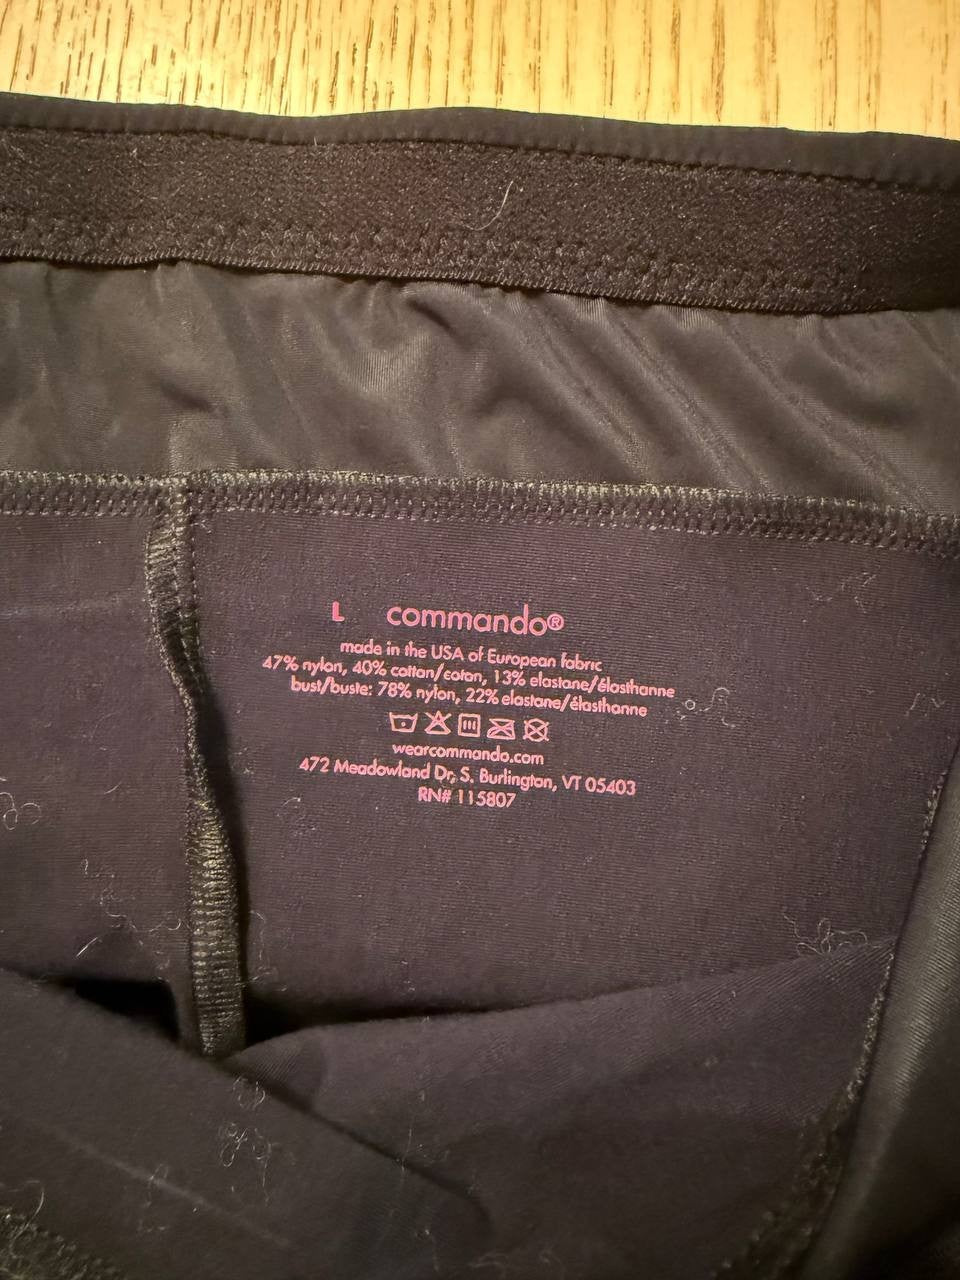 L commando®
made in the USA of European fabric
47% nylon, 40% cotton/coton, 13% elastane/élasthanne
bust/buste: 78% nylon, 22% elastane/élasthanne
wearcommando.com
472 Meadowland Dr, S. Burlington, VT 05403
RN# 115807